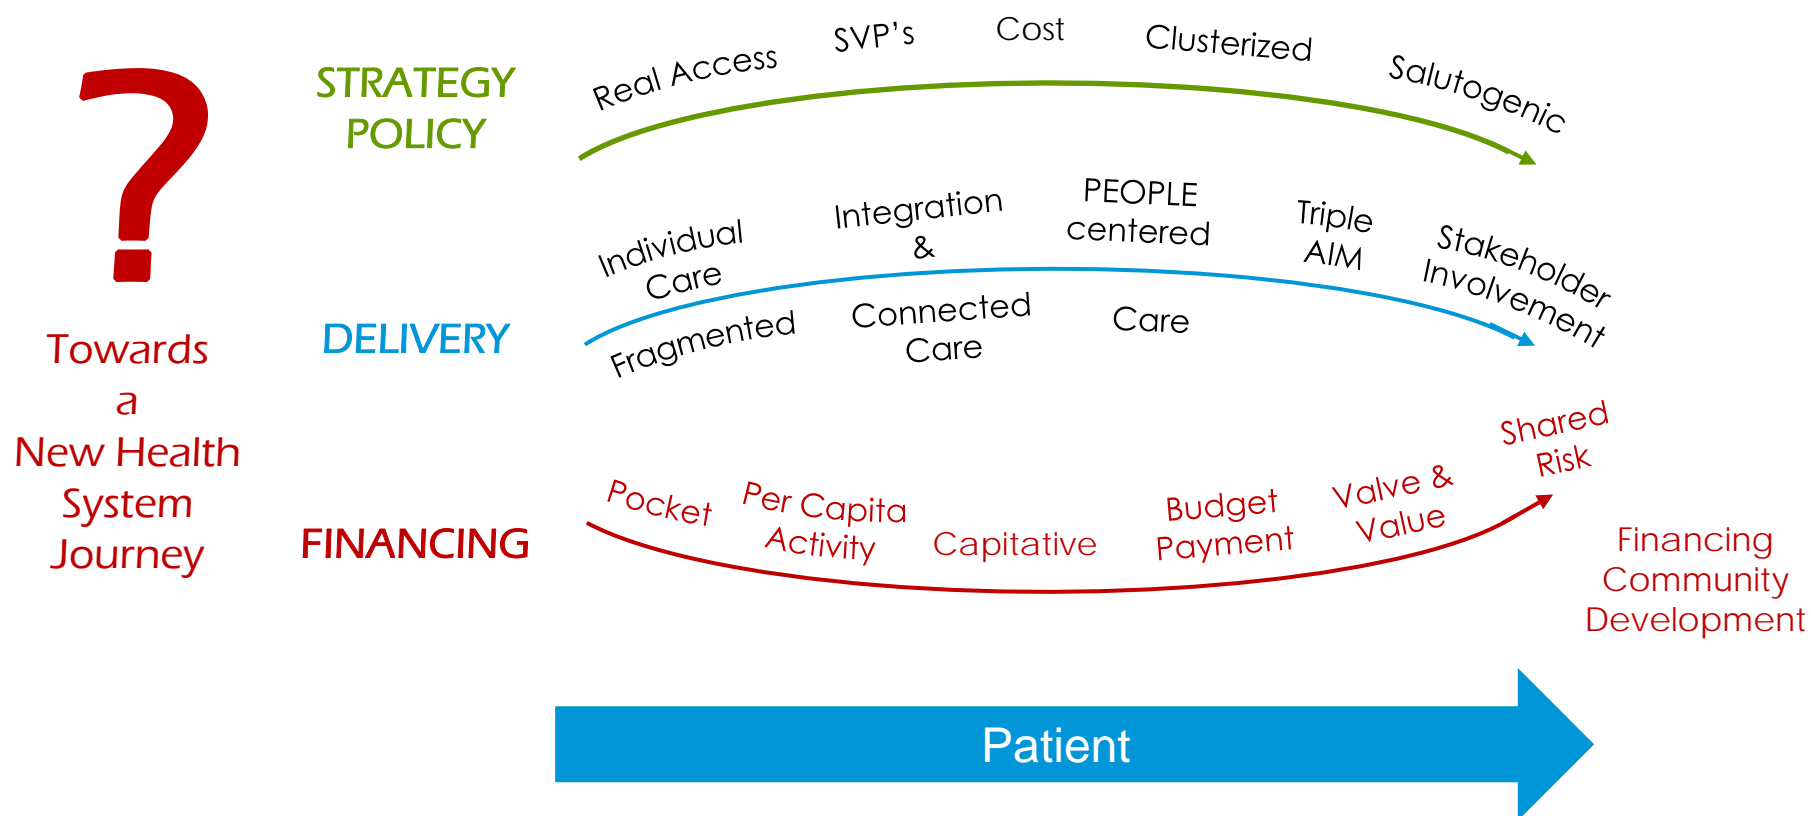 ?
Towards
a
New Health
System
Journey
STRATEGY
POLICY
Real Access
SVP's
Cost
Clusterized
Salutogenic
DELIVERY
Individual
Care
Fragmented
Integration
&
Connected
Care
PEOPLE
centered
Care
Triple
AIM
Stakeholder
Involvement
FINANCING
Pocket
Per Capita
Activity
Capitative
Budget
Payment
Valve &
Value
Shared
Risk
Financing
Community
Development
Patient